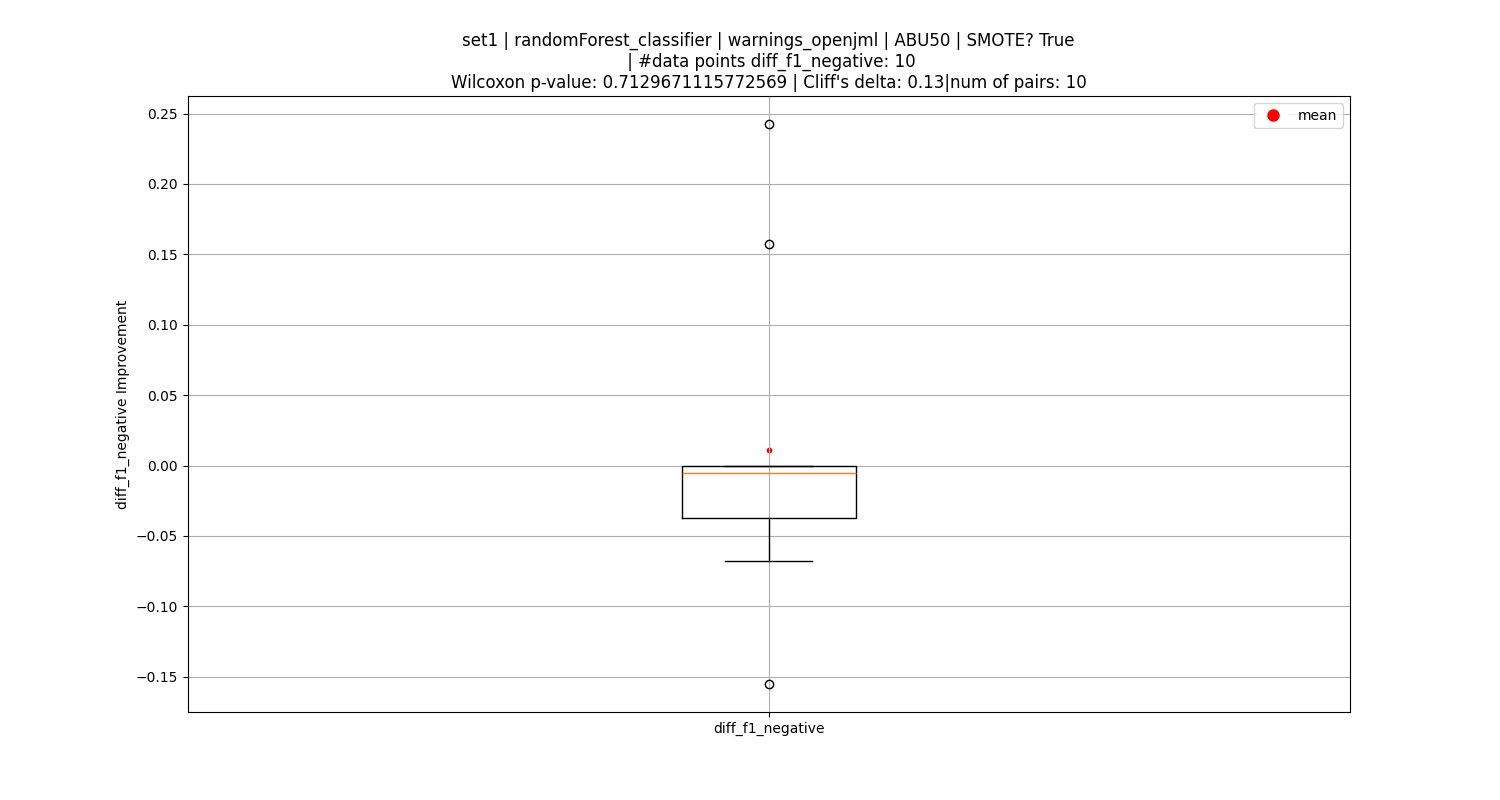 set1 | randomForest_classifier | warnings_openjml | ABU50 | SMOTE? True
| #data points diff_f1_negative: 10
Wilcoxon p-value: 0.7129671115772569 | Cliff's delta: 0.13|num of pairs: 10
mean
0.25
0.20
0.15
0.10
0.05
0.00
−0.05
−0.10
−0.15
diff_f1_negative Improvement
diff_f1_negative